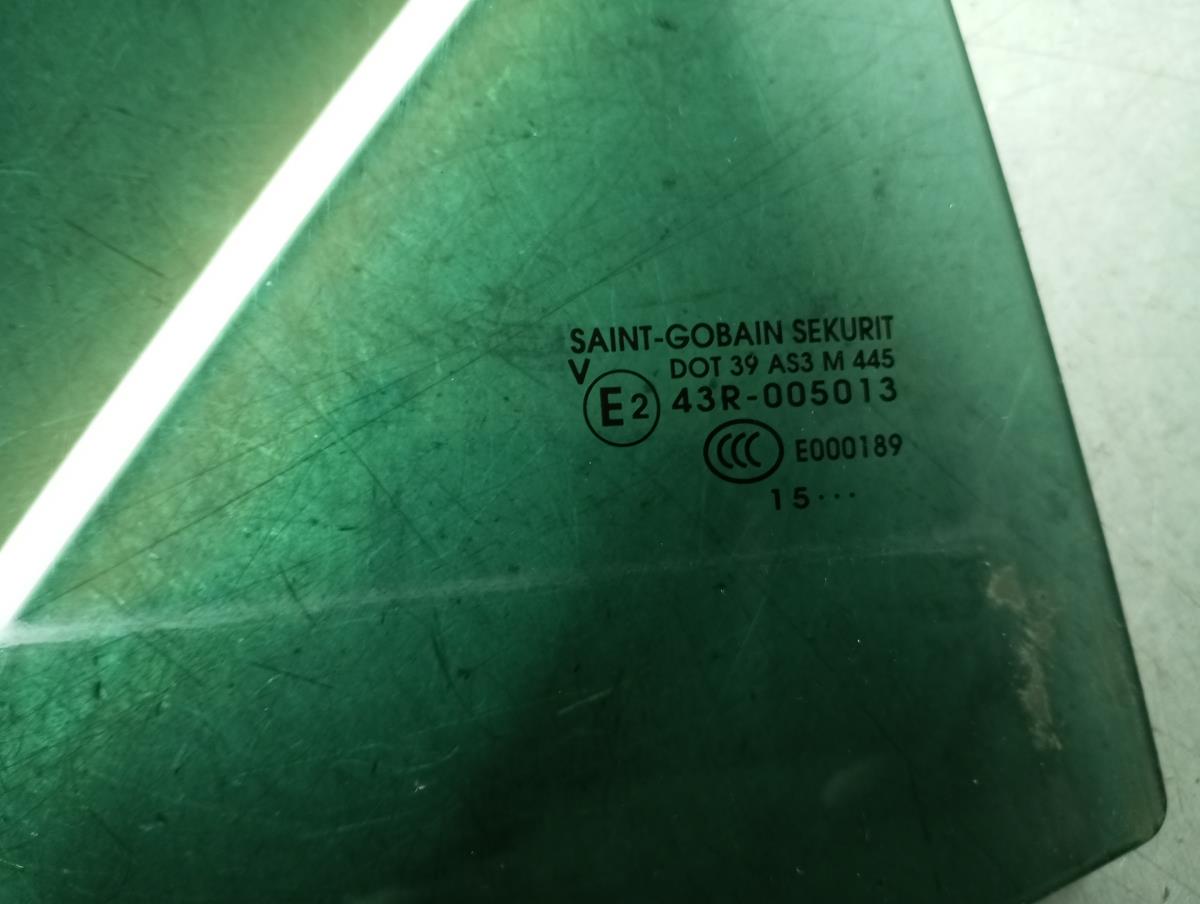 SAINT-GOBAIN SEKURIT
V DOT 39 AS3 M 445
E2 43R-005013
CCC E000189
15...